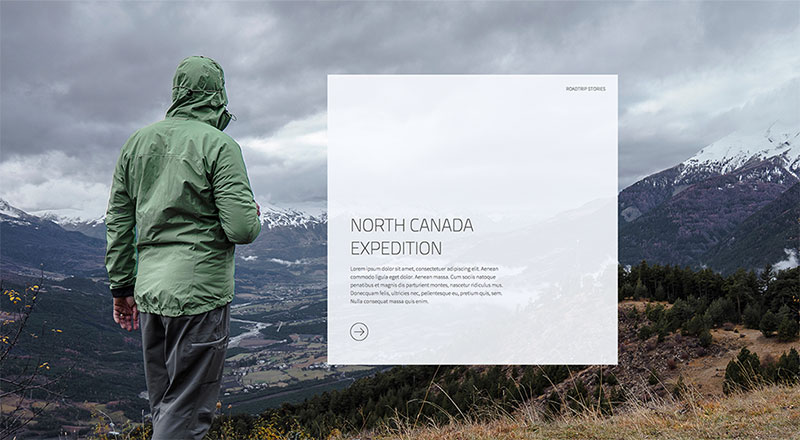 ROADTRIP STORIES
NORTH CANADA
EXPEDITION
Lorem ipsum dolor sit amet, consectetuer adipiscing elit. Aenean
commodo ligula eget dolor. Aenean massa. Cum sociis natoque
penatibus et magnis dis parturient montes, nascetur ridiculus mus.
Donecquam felis, ultricies nec, pellentesque eu, pretium quis, sem.
Nulla consequat massa quis enim.